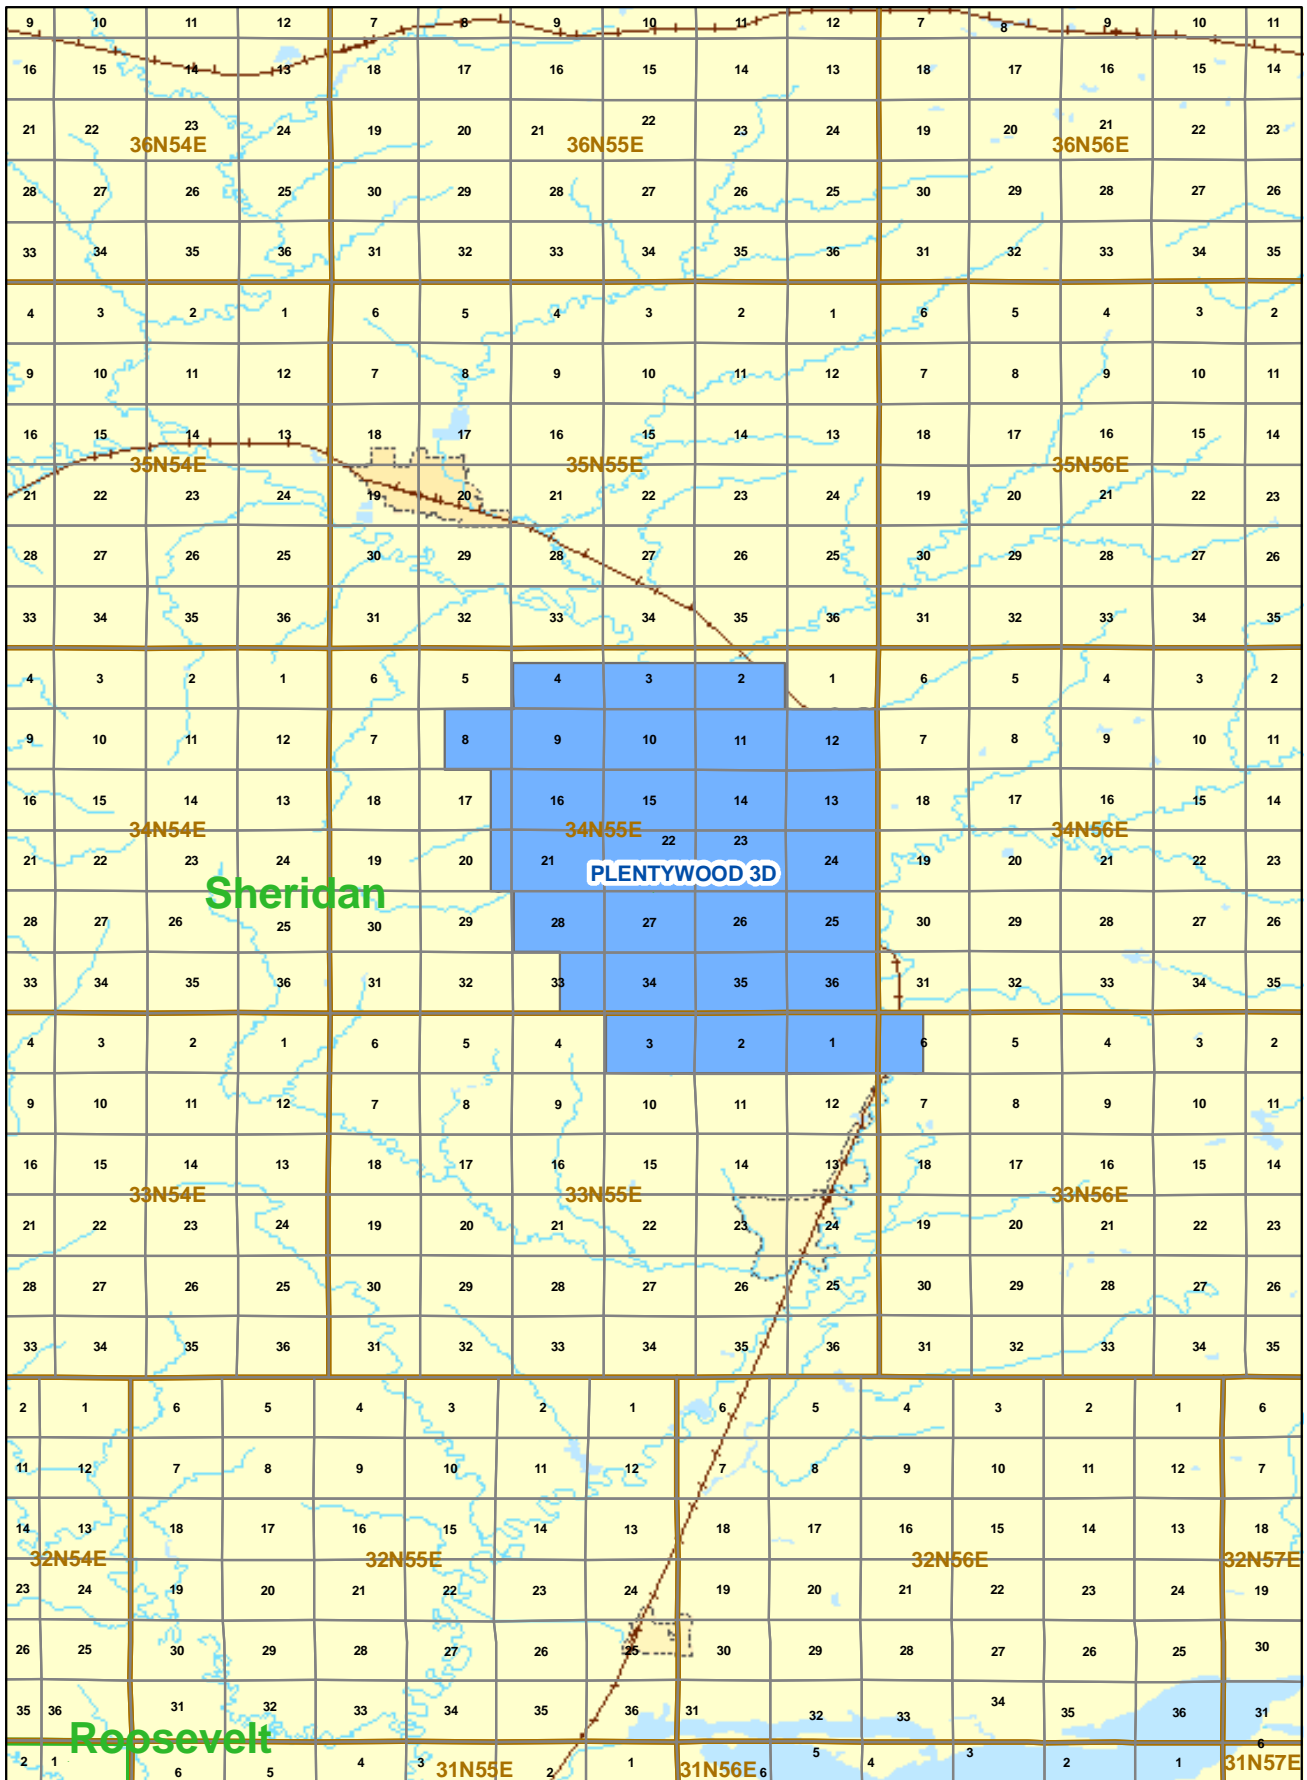 9 10 11 12 7 8 9 10 11 12 7 8 9 10 11
16 15 14 13 18 17 16 15 14 13 18 17 16 15 14
21 22 23 24 19 20 21 22 23 24 19 20 21 22 23
36N54E 36N55E 36N56E
28 27 26 25 30 29 28 27 26 25 30 29 28 27 26
33 34 35 36 31 32 33 34 35 36 31 32 33 34 35
4 3 2 1 6 5 4 3 2 1 6 5 4 3 2
9 10 11 12 7 8 9 10 11 12 7 8 9 10 11
16 15 14 13 18 17 16 15 14 13 18 17 16 15 14
35N54E 35N55E 35N56E
21 22 23 24 19 20 21 22 23 24 19 20 21 22 23
28 27 26 25 30 29 28 27 26 25 30 29 28 27 26
33 34 35 36 31 32 33 34 35 36 31 32 33 34 35
4 3 2 1 6 5 4 3 2 1 6 5 4 3 2
9 10 11 12 7 8 9 10 11 12 7 8 9 10 11
16 15 14 13 18 17 16 15 14 13 18 17 16 15 14
34N54E 34N55E 34N56E
21 22 23 24 19 20 21 22 23 24 19 20 21 22 23
PLENTYWOOD 3D
Sheridan
28 27 26 25 30 29 28 27 26 25 30 29 28 27 26
33 34 35 36 31 32 33 34 35 36 31 32 33 34 35
4 3 2 1 6 5 4 3 2 1 6 5 4 3 2
9 10 11 12 7 8 9 10 11 12 7 8 9 10 11
16 15 14 13 18 17 16 15 14 13 18 17 16 15 14
33N54E 33N55E 33N56E
21 22 23 24 19 20 21 22 23 24 19 20 21 22 23
28 27 26 25 30 29 28 27 26 25 30 29 28 27 26
33 34 35 36 31 32 33 34 35 36 31 32 33 34 35
2 1 6 5 4 3 2 1 6 5 4 3 2 1 6
11 12 7 8 9 10 11 12 7 8 9 10 11 12 7
14 13 18 17 16 15 14 13 18 17 16 15 14 13 18
32N54E 32N55E 32N56E 32N57E
23 24 19 20 21 22 23 24 19 20 21 22 23 24 19
26 25 30 29 28 27 26 25 30 29 28 27 26 25 30
35 36 31 32 33 34 35 36 31 32 33 34 35 36 31
Roosevelt
2 1 6 5 4 3 2 1 6 5 4 3 2 1 6
31N55E 31N56E 31N57E